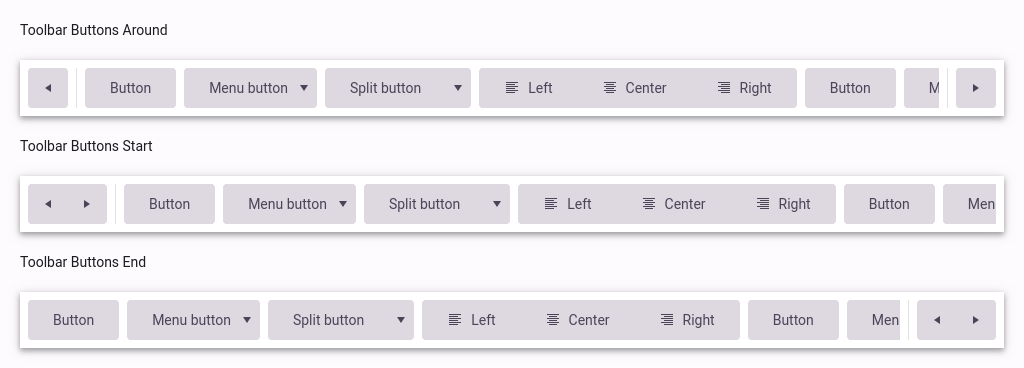 Toolbar Buttons Around
Button Menu button Split button Left Center Right Button M
Toolbar Buttons Start
Button Menu button Split button Left Center Right Button Men
Toolbar Buttons End
Button Menu button Split button Left Center Right Button Men